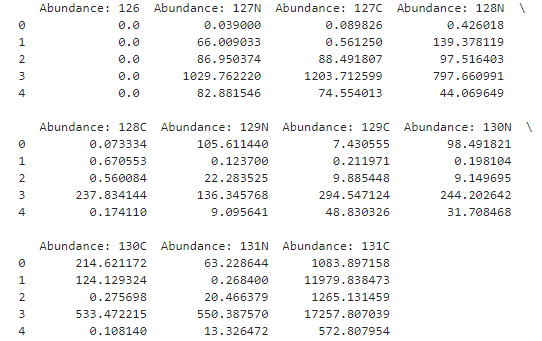 Abundance: 126 Abundance: 127N Abundance: 127C Abundance: 128N \
0 0.0 0.039000 0.089826 0.426018
1 0.0 66.009033 0.561250 139.378119
2 0.0 86.950374 88.491807 97.516403
3 0.0 1029.762220 1203.712599 797.660991
4 0.0 82.881546 74.554013 44.069649
Abundance: 128C Abundance: 129N Abundance: 129C Abundance: 130N \
0 0.073334 105.611440 7.430555 98.491821
1 0.670553 0.123700 0.211971 0.198104
2 0.560084 22.283525 9.885448 9.149695
3 237.834144 136.345768 294.547124 244.202642
4 0.174110 9.095641 48.830326 31.708468
Abundance: 130C Abundance: 131N Abundance: 131C
0 214.621172 63.228644 1083.897158
1 124.129324 0.268400 11979.838473
2 0.275698 20.466379 1265.131459
3 533.472215 550.387570 17257.807039
4 0.108140 13.326472 572.807954